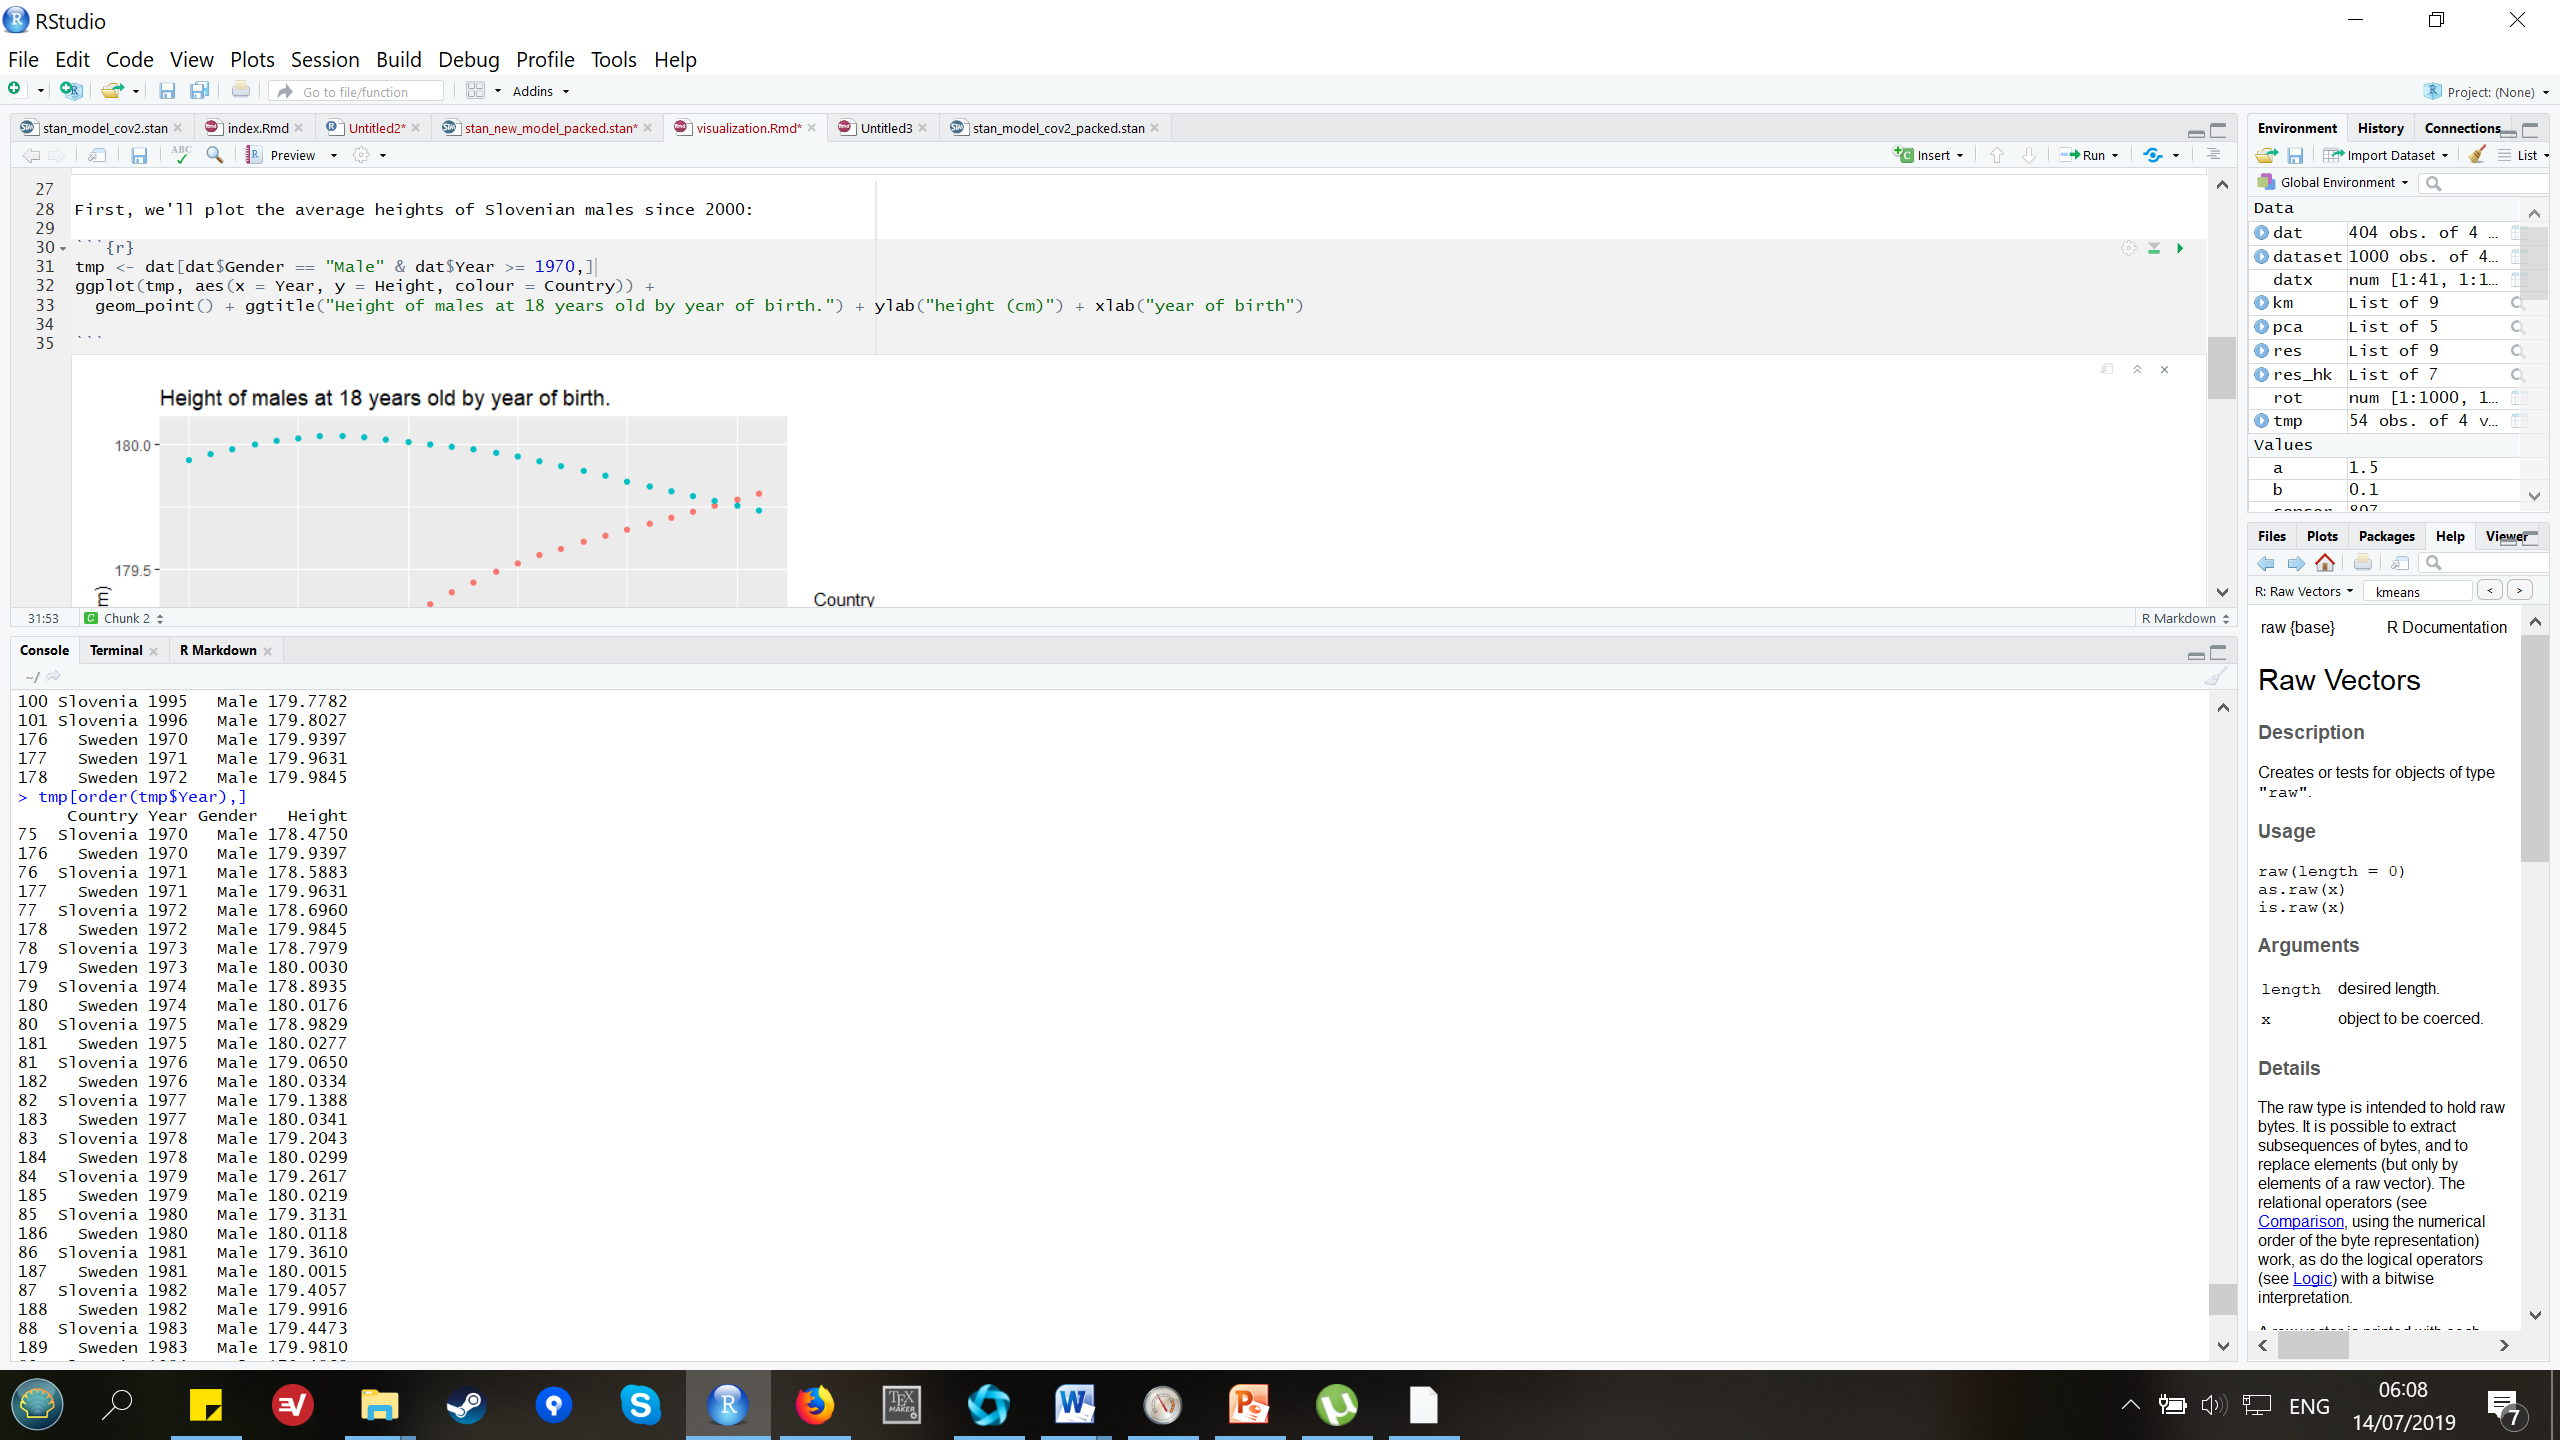 RStudio
File Edit Code View Plots Session Build Debug Profile Tools Help
Go to file/function Addins Project: (None)
stan_model_cov2.stan index.Rmd Untitled2* stan_new_model_packed.stan* visualization.Rmd* Untitled3 stan_model_cov2_packed.stan
ABC Preview Insert Run
27
28 First, we'll plot the average heights of Slovenian males since 2000:
29
30 ```{r}
31 tmp <- dat[dat$Gender == "Male" & dat$Year >= 1970,]
32 ggplot(tmp, aes(x = Year, y = Height, colour = Country)) +
33 geom_point() + ggtitle("Height of males at 18 years old by year of birth.") + ylab("height (cm)") + xlab("year of birth")
34
35 ```
Height of males at 18 years old by year of birth.
180.0
179.5
m)
Country
31:53 Chunk 2 R Markdown
Console Terminal R Markdown
~/
100 Slovenia 1995 Male 179.7782
101 Slovenia 1996 Male 179.8027
176 Sweden 1970 Male 179.9397
177 Sweden 1971 Male 179.9631
178 Sweden 1972 Male 179.9845
> tmp[order(tmp$Year),]
Country Year Gender Height
75 Slovenia 1970 Male 178.4750
176 Sweden 1970 Male 179.9397
76 Slovenia 1971 Male 178.5883
177 Sweden 1971 Male 179.9631
77 Slovenia 1972 Male 178.6960
178 Sweden 1972 Male 179.9845
78 Slovenia 1973 Male 178.7979
179 Sweden 1973 Male 180.0030
79 Slovenia 1974 Male 178.8935
180 Sweden 1974 Male 180.0176
80 Slovenia 1975 Male 178.9829
181 Sweden 1975 Male 180.0277
81 Slovenia 1976 Male 179.0650
182 Sweden 1976 Male 180.0334
82 Slovenia 1977 Male 179.1388
183 Sweden 1977 Male 180.0341
83 Slovenia 1978 Male 179.2043
184 Sweden 1978 Male 180.0299
84 Slovenia 1979 Male 179.2617
185 Sweden 1979 Male 180.0219
85 Slovenia 1980 Male 179.3131
186 Sweden 1980 Male 180.0118
86 Slovenia 1981 Male 179.3610
187 Sweden 1981 Male 180.0015
87 Slovenia 1982 Male 179.4057
188 Sweden 1982 Male 179.9916
88 Slovenia 1983 Male 179.4473
189 Sweden 1983 Male 179.9810
Environment History Connections
Import Dataset List
Global Environment
Data
dat 404 obs. of 4 ...
dataset 1000 obs. of 4...
datx num [1:41, 1:1...
km List of 9
pca List of 5
res List of 9
res_hk List of 7
rot num [1:1000, 1...
tmp 54 obs. of 4 v...
Values
a 1.5
b 0.1
Files Plots Packages Help Viewer
R: Raw Vectors kmeans < >
raw {base} R Documentation
Raw Vectors
Description
Creates or tests for objects of type
"raw".
Usage
raw(length = 0)
as.raw(x)
is.raw(x)
Arguments
length desired length.
x object to be coerced.
Details
The raw type is intended to hold raw
bytes. It is possible to extract
subsequences of bytes, and to
replace elements (but only by
elements of a raw vector). The
relational operators (see
Comparison, using the numerical
order of the byte representation)
work, as do the logical operators
(see Logic) with a bitwise
interpretation.
TEX
MAKER
ENG
06:08
14/07/2019
7